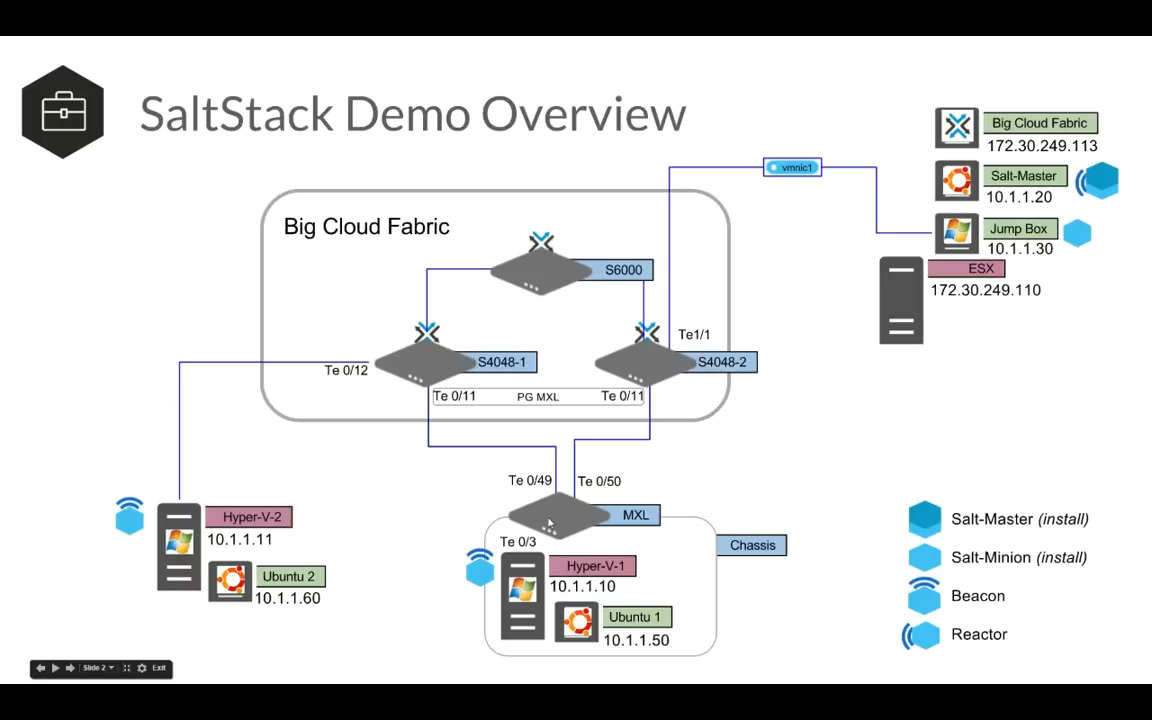 SaltStack Demo Overview
Big Cloud Fabric
172.30.249.113
vmnic1
Salt-Master
10.1.1.20
Jump Box
10.1.1.30
ESX
172.30.249.110
Big Cloud Fabric
S6000
Te1/1
S4048-1
S4048-2
Te 0/12
Te 0/11
PG MXL
Te 0/11
Te 0/49
Te 0/50
MXL
Te 0/3
Chassis
Hyper-V-2
10.1.1.11
Ubuntu 2
10.1.1.60
Hyper-V-1
10.1.1.10
Ubuntu 1
10.1.1.50
Salt-Master (install)
Salt-Minion (install)
Beacon
Reactor
Slide 2
Exit